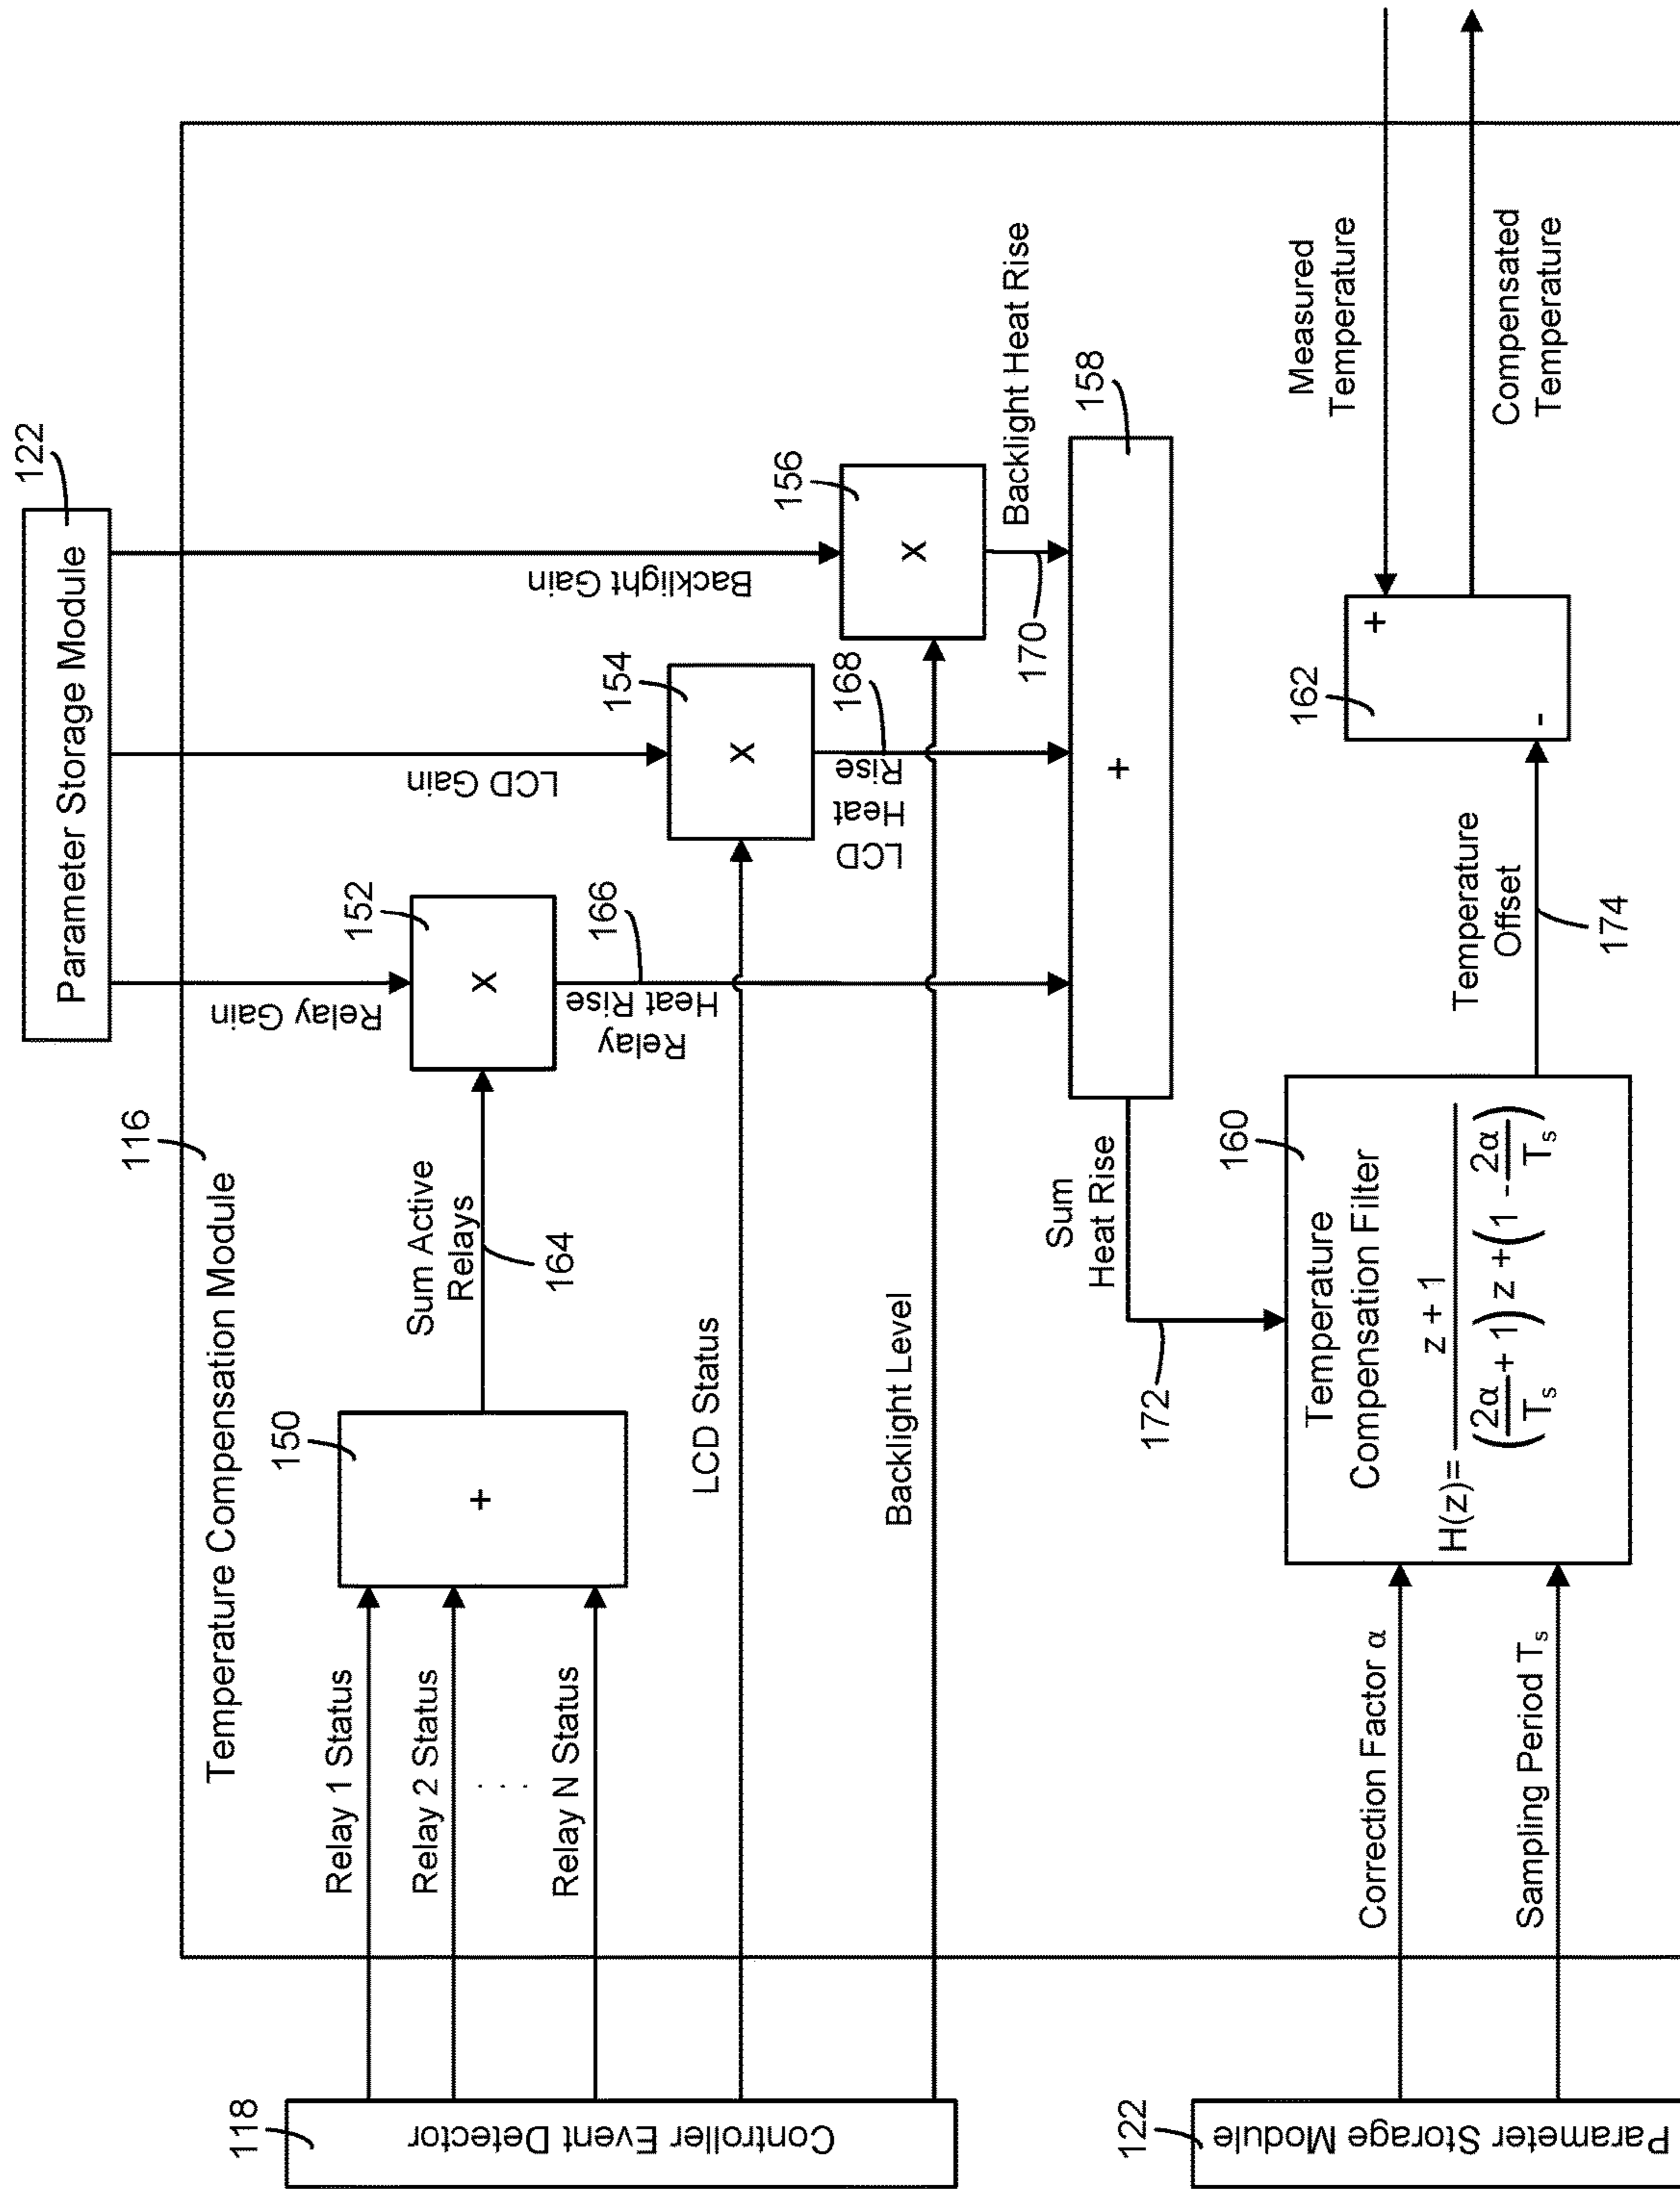 122
Parameter Storage Module
116
Temperature Compensation Module
Relay Gain
LCD Gain
Backlight Gain
118
Controller Event Detector
Relay 1 Status
Relay 2 Status
. . .
Relay N Status
150
+
Sum Active
Relays
164
152
X
Relay
Heat Rise
166
LCD Status
154
X
LCD
Heat
Rise
168
Backlight Level
156
X
170
Backlight Heat Rise
158
+
Sum
Heat Rise
172
122
Parameter Storage Module
Correction Factor α
Sampling Period Ts
160
Temperature
Compensation Filter
H(z)= z + 1
(2α/Ts + 1) z + (1 - 2α/Ts)
Temperature
Offset
174
162
+
-
Measured
Temperature
Compensated
Temperature